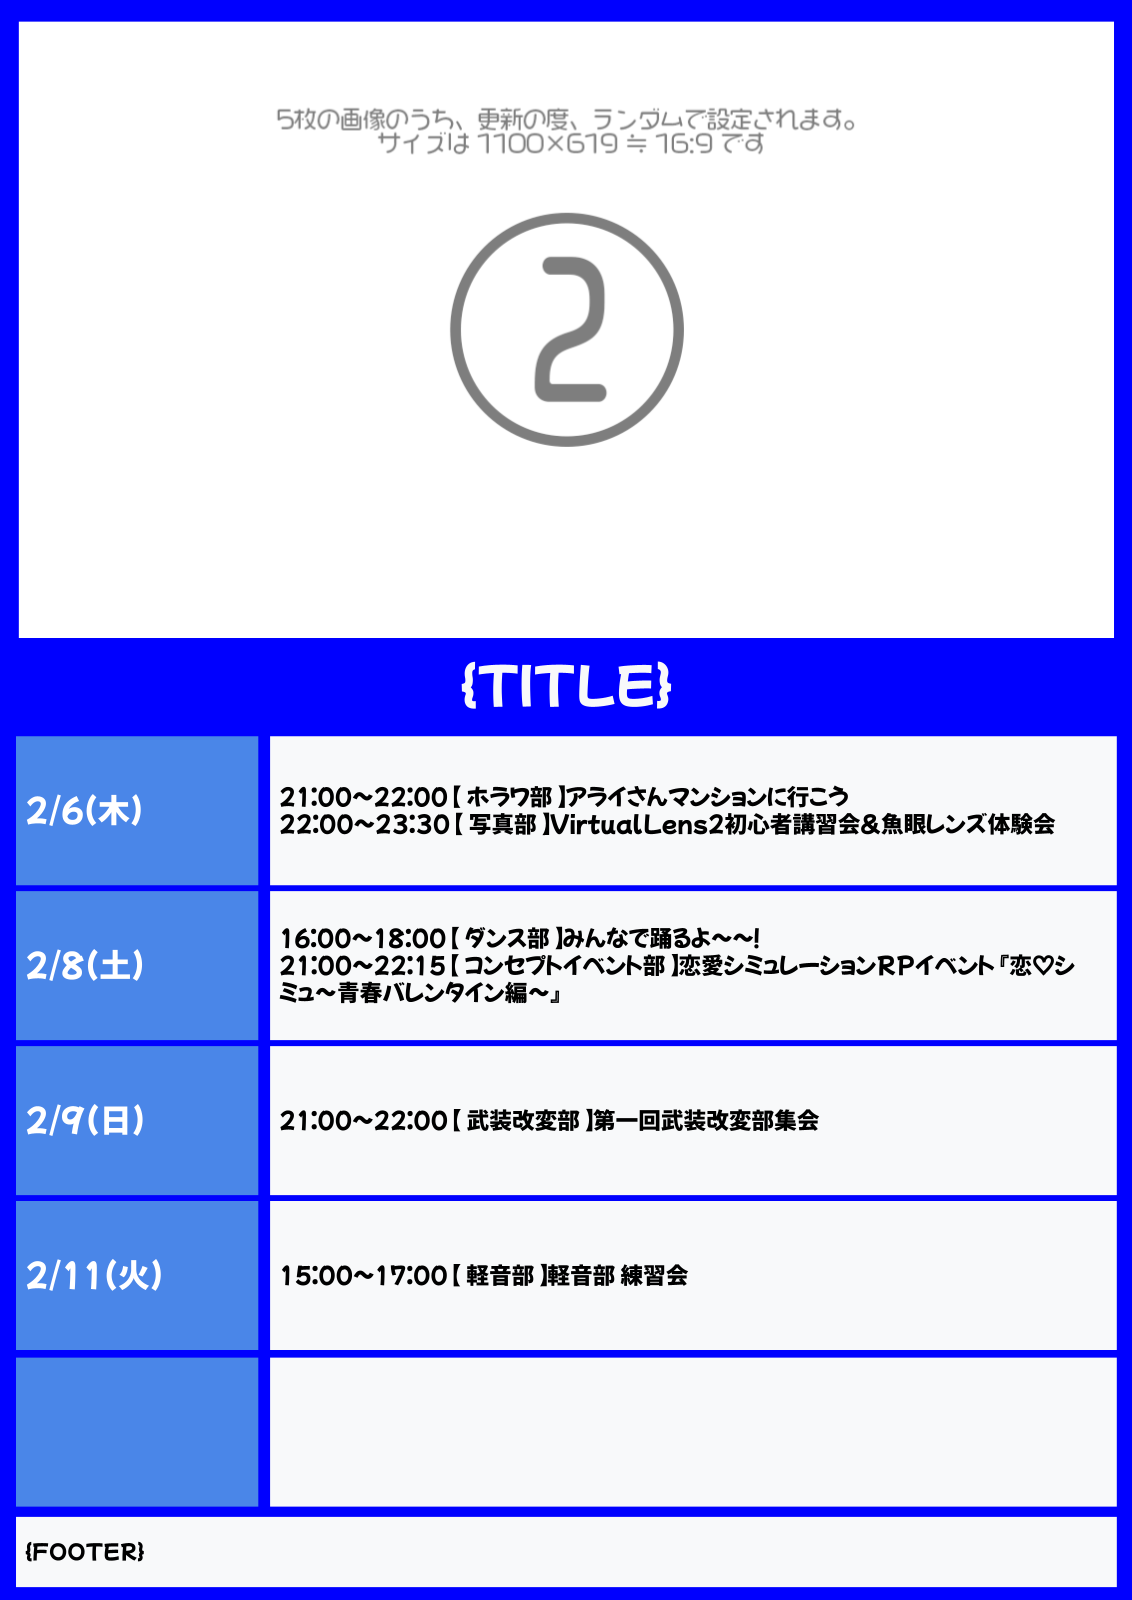 5枚の画像のうち、更新の度、ランダムで設定されます。
サイズは 1100×619 ≒ 16:9 です
2
{TITLE}
2/6(木)
21:00〜22:00【 ホラワ部 】アライさんマンションに行こう
22:00〜23:30【 写真部 】VirtualLens2初心者講習会&魚眼レンズ体験会
2/8(土)
16:00〜18:00【 ダンス部 】みんなで踊るよ〜〜!
21:00〜22:15【 コンセプトイベント部 】恋愛シミュレーションRPイベント『恋♡シ
ミュ〜青春バレンタイン編〜』
2/9(日)
21:00〜22:00【 武装改変部 】第一回武装改変部集会
2/11(火)
15:00〜17:00【 軽音部 】軽音部 練習会
{FOOTER}